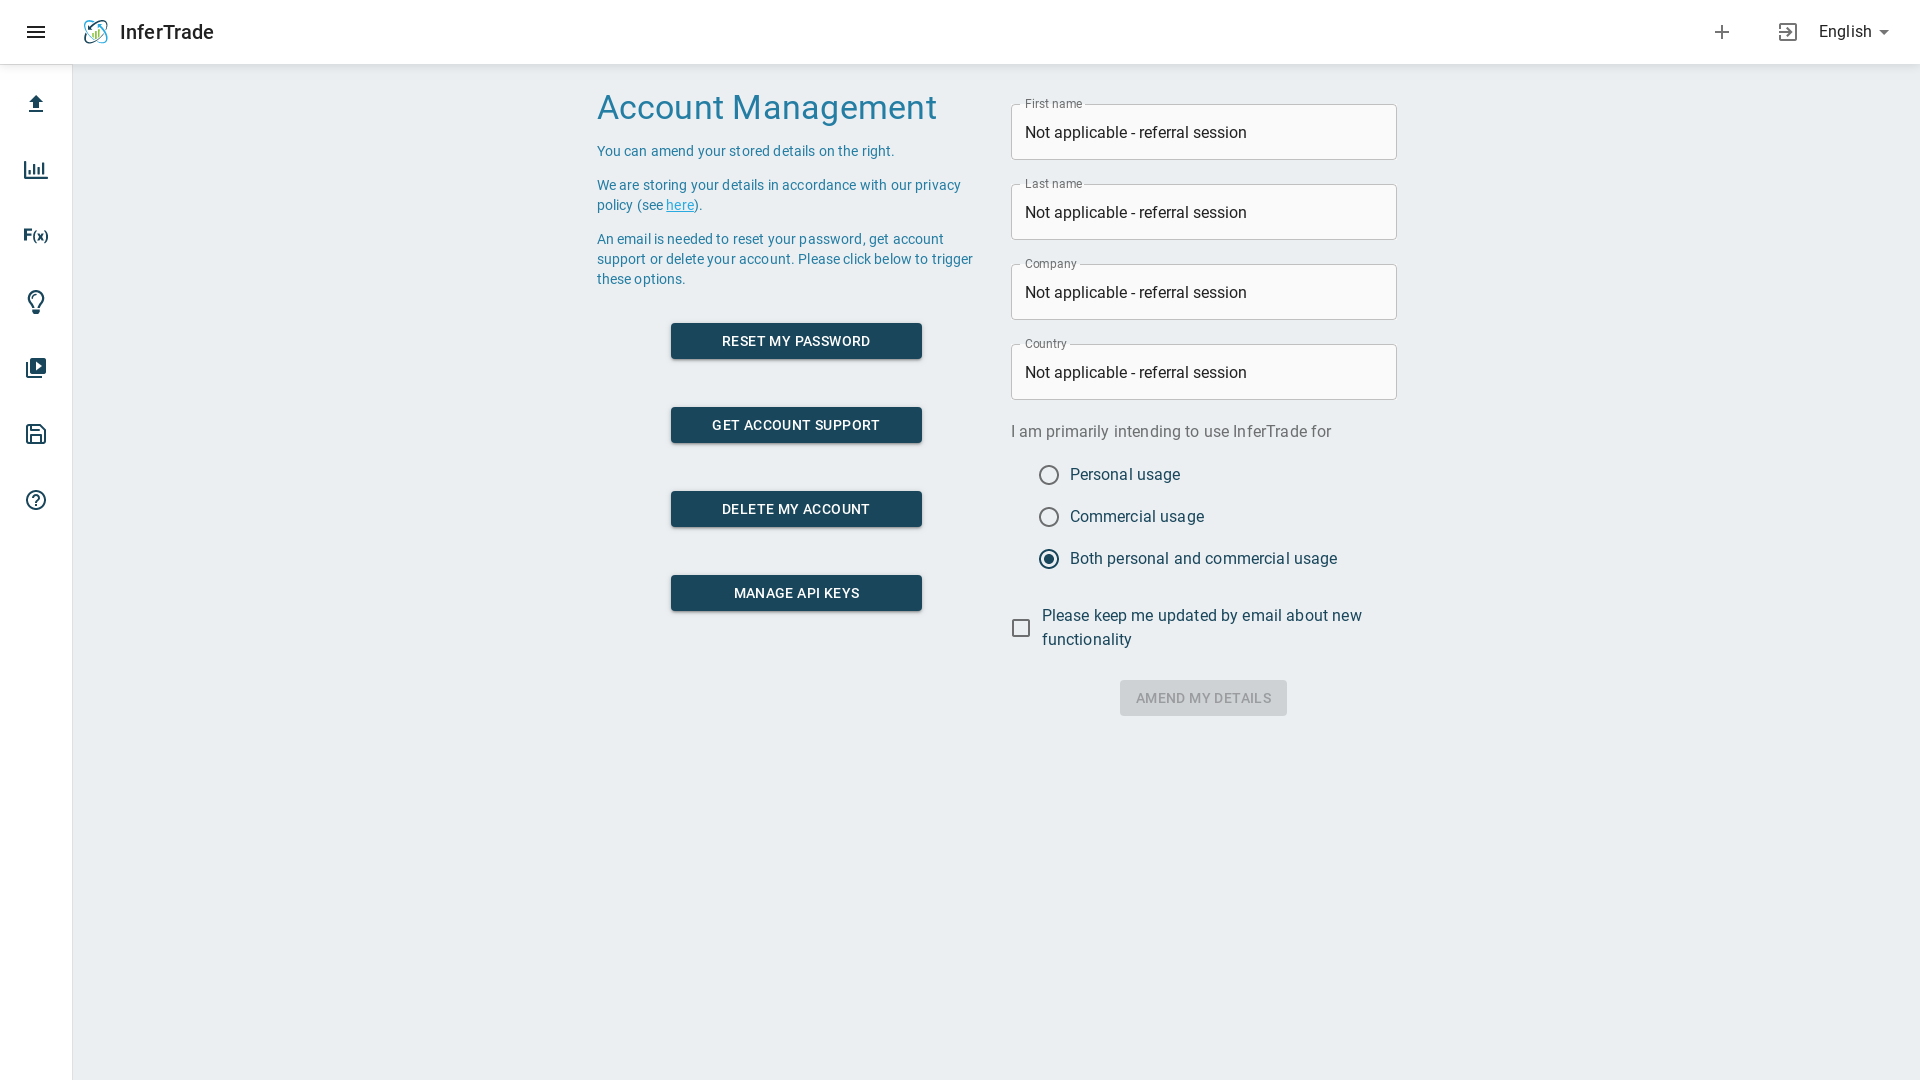 InferTrade
English
Account Management
You can amend your stored details on the right.
We are storing your details in accordance with our privacy
policy (see here).
An email is needed to reset your password, get account
support or delete your account. Please click below to trigger
these options.
RESET MY PASSWORD
GET ACCOUNT SUPPORT
DELETE MY ACCOUNT
MANAGE API KEYS
First name
Not applicable - referral session
Last name
Not applicable - referral session
Company
Not applicable - referral session
Country
Not applicable - referral session
I am primarily intending to use InferTrade for
Personal usage
Commercial usage
Both personal and commercial usage
Please keep me updated by email about new
functionality
AMEND MY DETAILS
F(x)